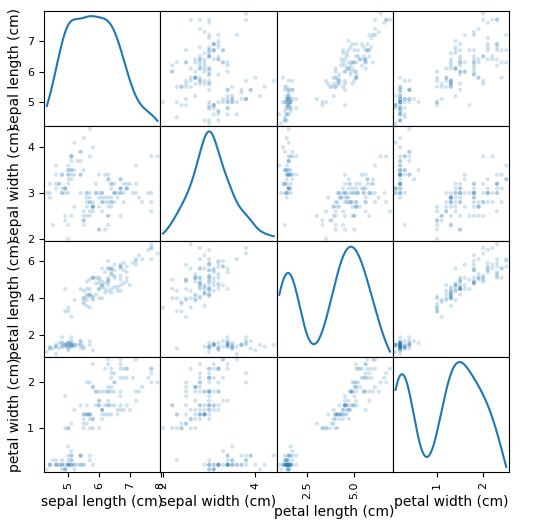 sepal length (cm)
7
6
5
sepal width (cm)
4
3
2
petal length (cm)
6
4
2
petal width (cm)
2
1
5
6
7
8
2
4
2.5
5.0
1
2
sepal length (cm)
sepal width (cm)
petal length (cm)
petal width (cm)